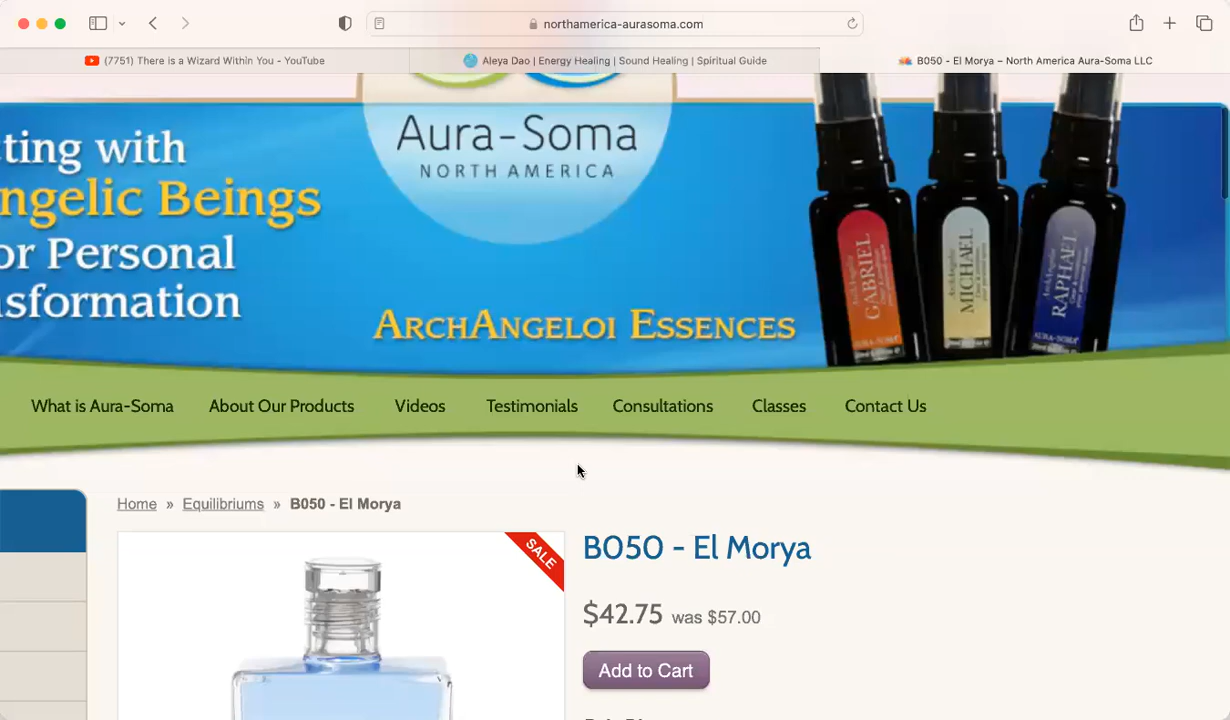 northamerica-aurasoma.com
(7751) There is a Wizard Within You - YouTube
Aleya Dao | Energy Healing | Sound Healing | Spiritual Guide
B050 - El Morya – North America Aura-Soma LLC
ting with
ngelic Beings
or Personal
nsformation
Aura-Soma
NORTH AMERICA
ARCHANGELOI ESSENCES
GABRIEL
MICHAEL
RAPHAEL
AURA-SOMA
What is Aura-Soma
About Our Products
Videos
Testimonials
Consultations
Classes
Contact Us
Home » Equilibriums » B050 - El Morya
SALE
B050 - El Morya
$42.75 was $57.00
Add to Cart